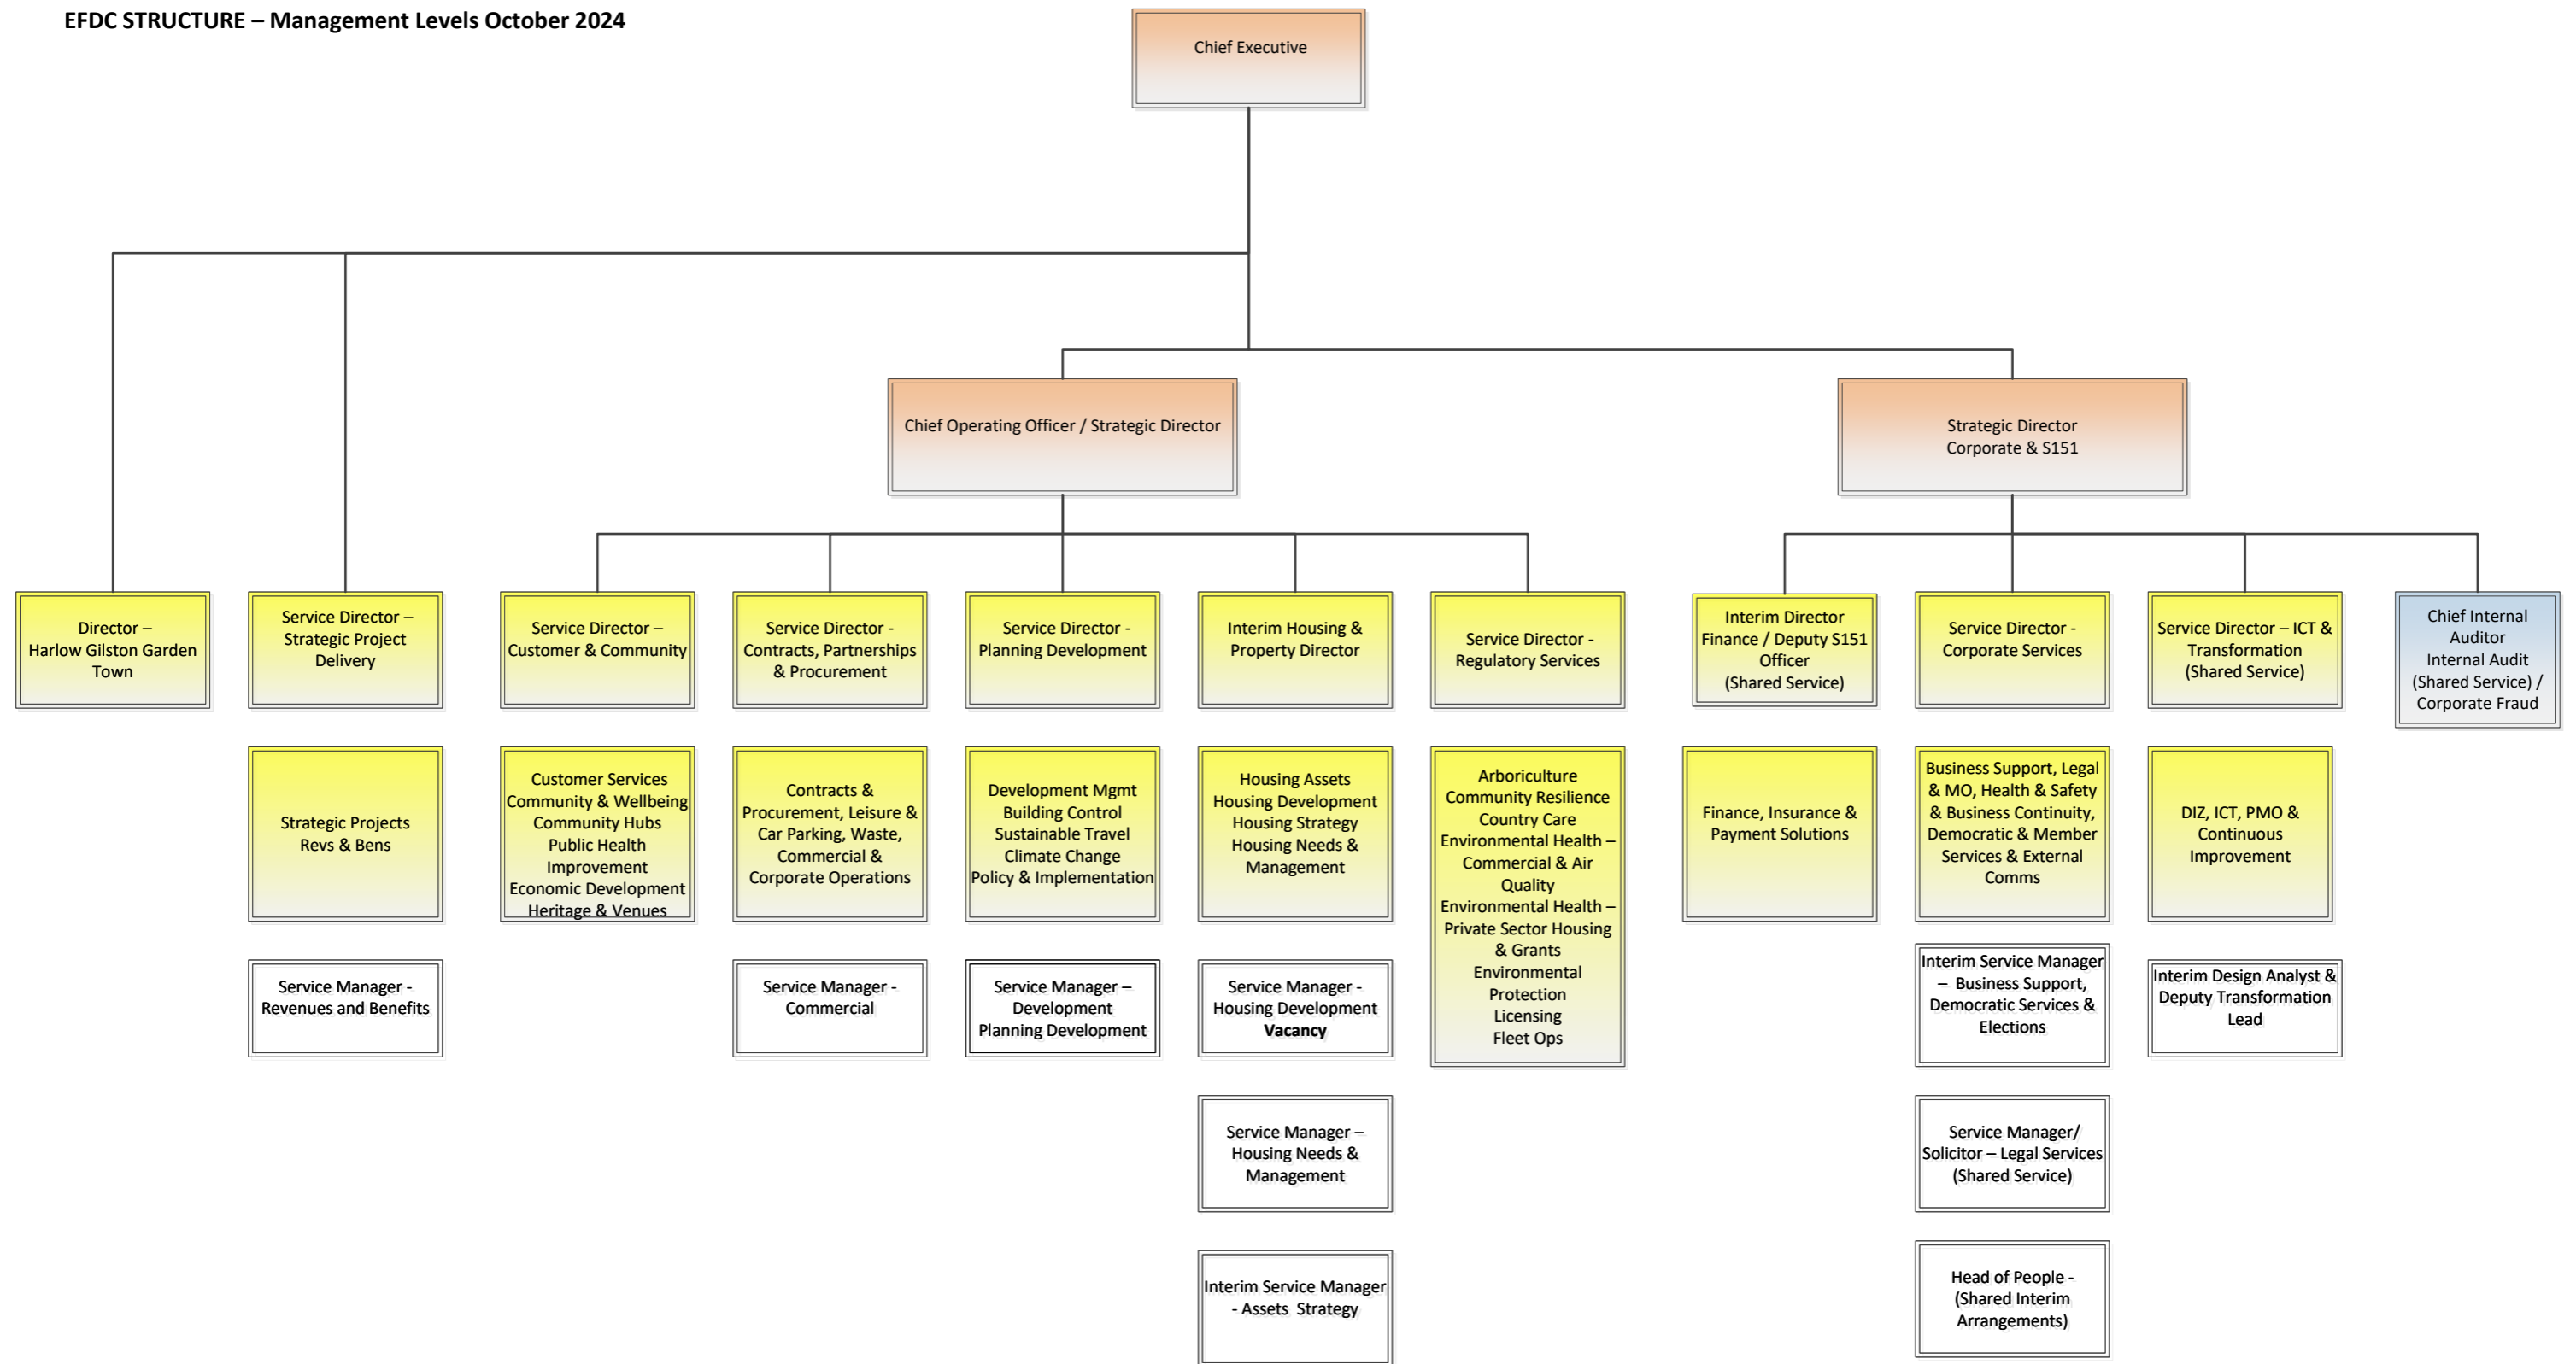 EFDC STRUCTURE – Management Levels October 2024
Chief Executive
Chief Operating Officer / Strategic Director
Strategic Director
Corporate & S151
Director –
Harlow Gilston Garden
Town
Service Director –
Strategic Project
Delivery
Service Director –
Customer & Community
Service Director -
Contracts, Partnerships
& Procurement
Service Director -
Planning Development
Interim Housing &
Property Director
Service Director -
Regulatory Services
Interim Director
Finance / Deputy S151
Officer
(Shared Service)
Service Director -
Corporate Services
Service Director – ICT &
Transformation
(Shared Service)
Chief Internal
Auditor
Internal Audit
(Shared Service) /
Corporate Fraud
Strategic Projects
Revs & Bens
Customer Services
Community & Wellbeing
Community Hubs
Public Health
Improvement
Economic Development
Heritage & Venues
Contracts &
Procurement, Leisure &
Car Parking, Waste,
Commercial &
Corporate Operations
Development Mgmt
Building Control
Sustainable Travel
Climate Change
Policy & Implementation
Housing Assets
Housing Development
Housing Strategy
Housing Needs &
Management
Arboriculture
Community Resilience
Country Care
Environmental Health –
Commercial & Air
Quality
Environmental Health –
Private Sector Housing
& Grants
Environmental
Protection
Licensing
Fleet Ops
Finance, Insurance &
Payment Solutions
Business Support, Legal
& MO, Health & Safety
& Business Continuity,
Democratic & Member
Services & External
Comms
DIZ, ICT, PMO &
Continuous
Improvement
Service Manager -
Revenues and Benefits
Service Manager -
Commercial
Service Manager –
Development
Planning Development
Service Manager -
Housing Development
Vacancy
Interim Service Manager
– Business Support,
Democratic Services &
Elections
Interim Design Analyst &
Deputy Transformation
Lead
Service Manager –
Housing Needs &
Management
Service Manager/
Solicitor – Legal Services
(Shared Service)
Interim Service Manager
- Assets Strategy
Head of People -
(Shared Interim
Arrangements)